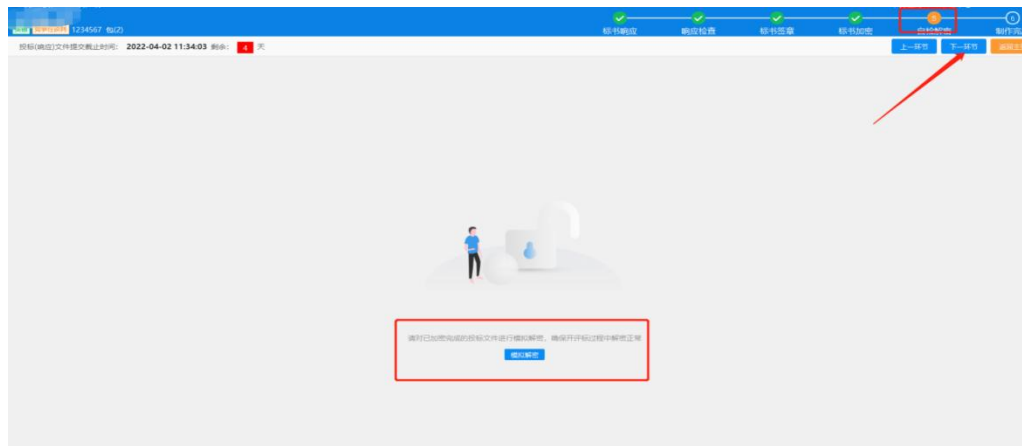 1234567 包(2)
标书响应 响应检查 标书签章 标书加密 自检解密 制作完
6
投标(响应)文件提交截止时间: 2022-04-02 11:34:03 剩余: 4 天
上一环节 下一环节
请对已加密完成的投标文件进行模拟解密,确保开评标过程中解密正常
模拟解密